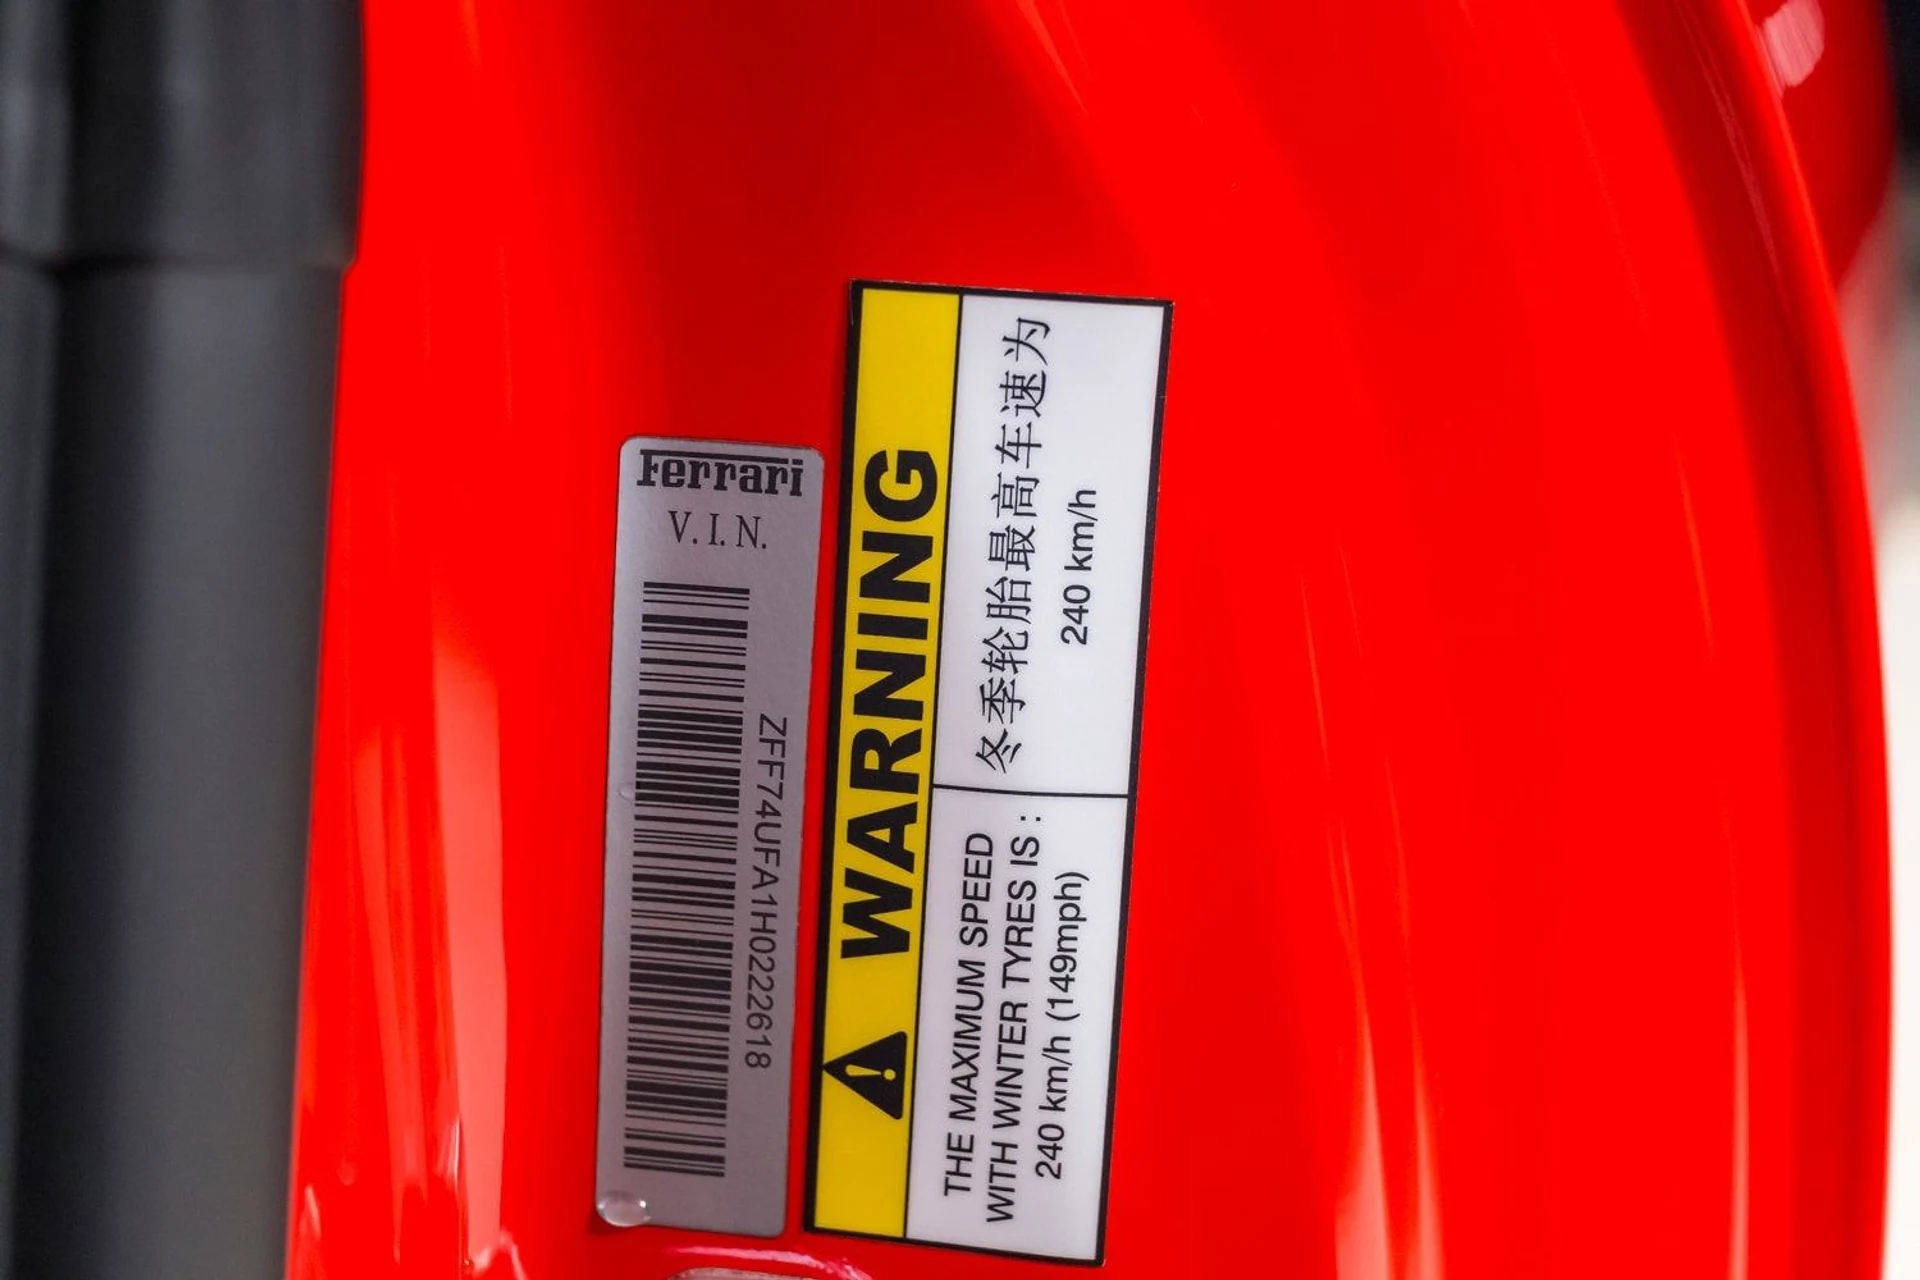 Ferrari
V.I.N.
ZFF74UFA1H0222618
WARNING
THE MAXIMUM SPEED
WITH WINTER TYRES IS :
240 km/h (149mph)
冬季轮胎最高车速为
240 km/h